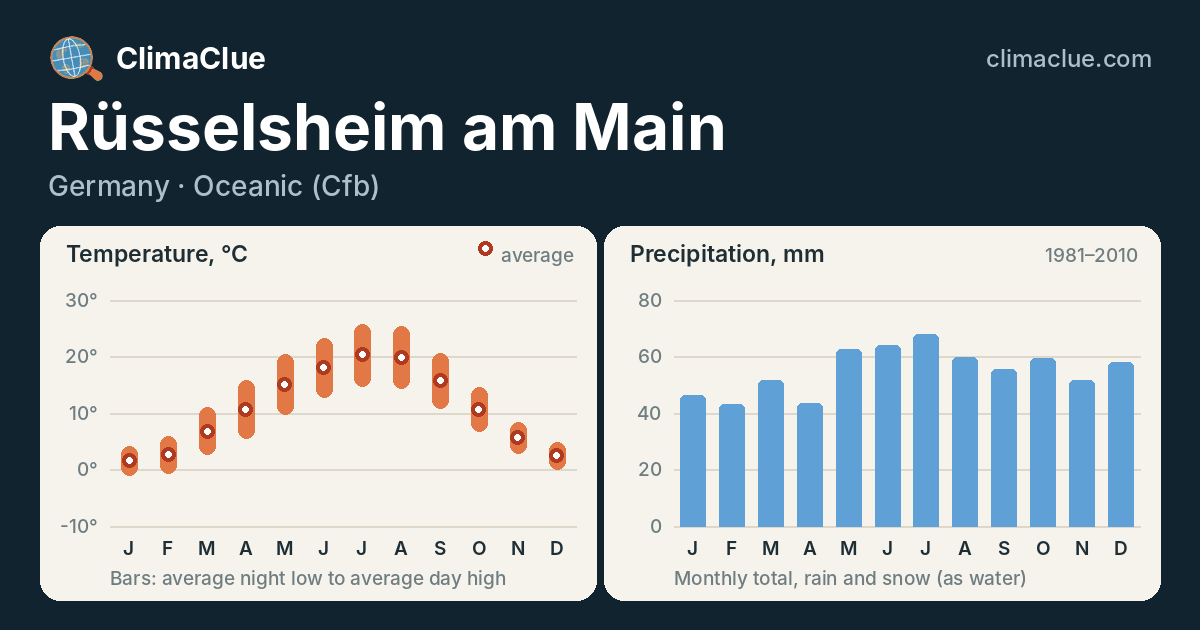 ClimaClue
climaclue.com
Rüsselsheim am Main
Germany · Oceanic (Cfb)
Temperature, °C
average
30°
20°
10°
0°
-10°
J F M A M J J A S O N D
Bars: average night low to average day high
Precipitation, mm
1981–2010
80
60
40
20
0
J F M A M J J A S O N D
Monthly total, rain and snow (as water)